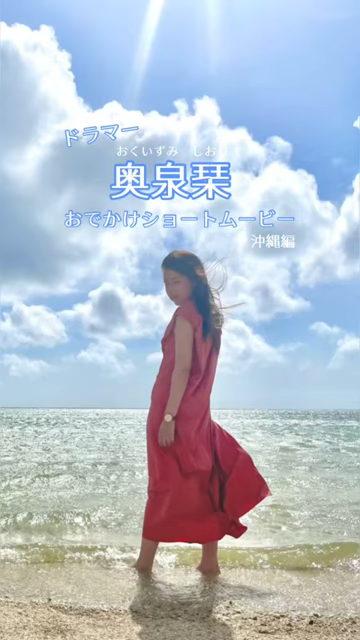 ドラマー
おくいずみ しおり
奥泉栞
おでかけショートムービー
沖縄編